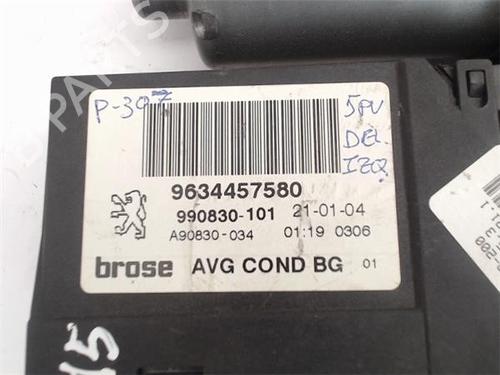 P-307
5PU
DEL.
IZQ
9634457580
990830-101 21-01-04
A90830-034 01:19 0306
brose AVG COND BG 01